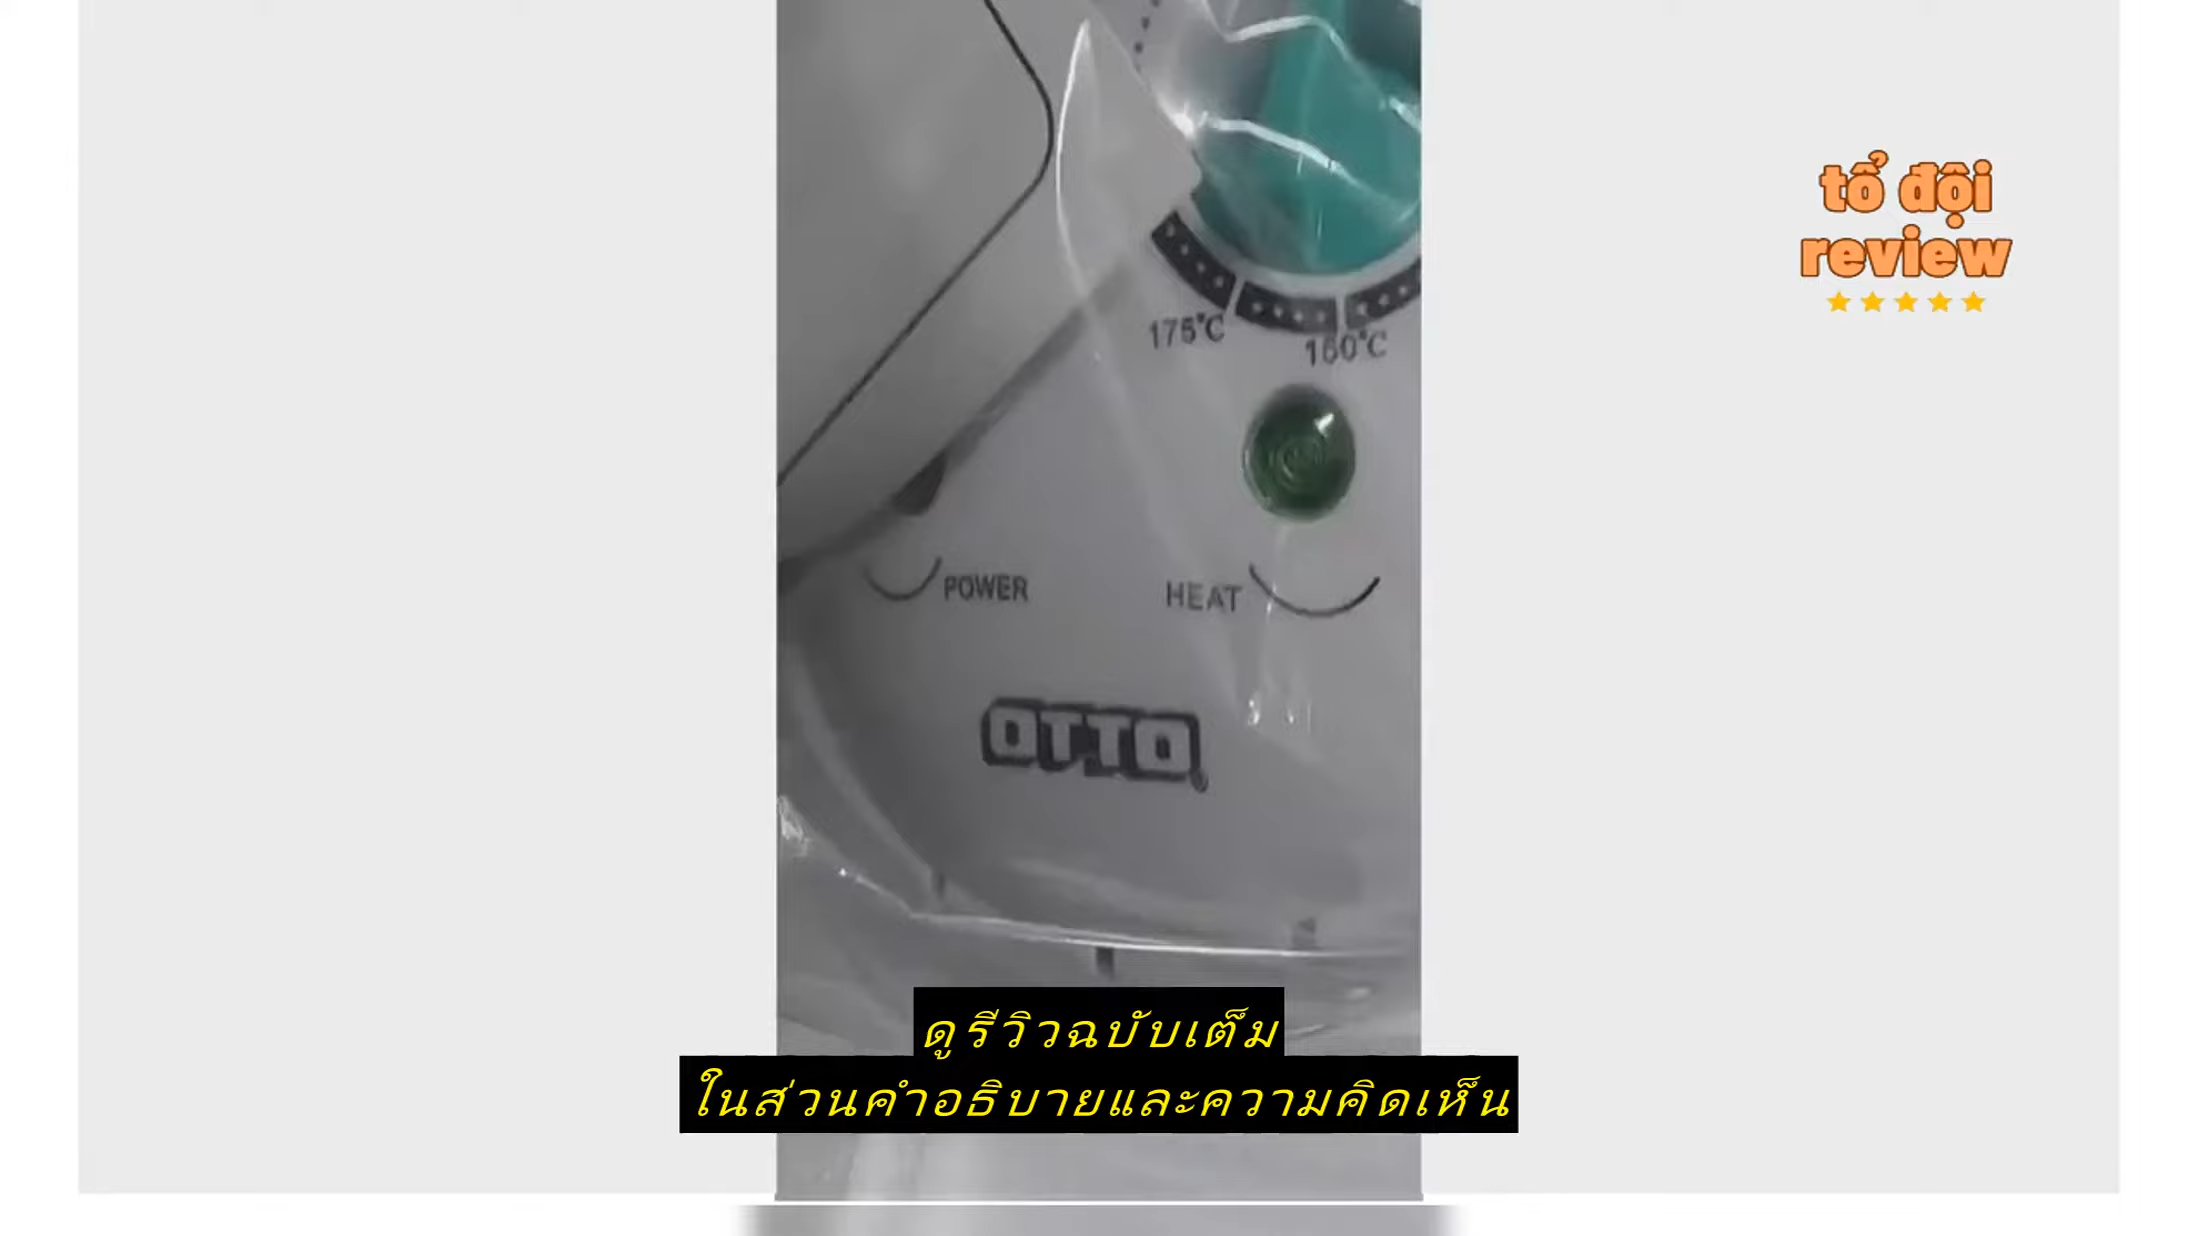 tổ đội
review
175°C
150°C
POWER
HEAT
OTTO
ดูรีวิวฉบับเต็ม
ในส่วนคำอธิบายและความคิดเห็น